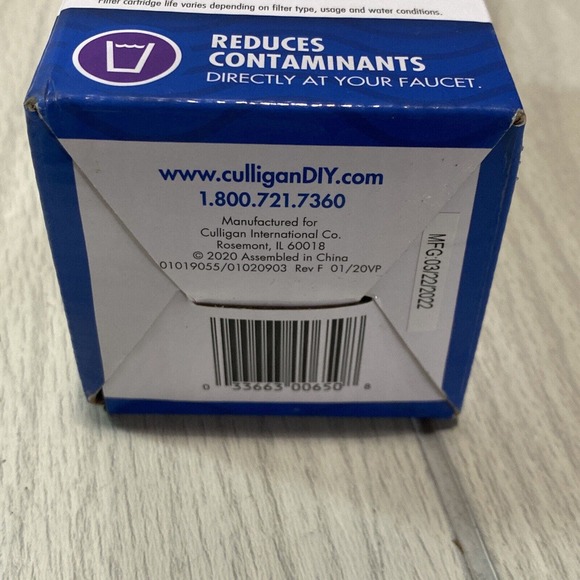 Filter cartridge life varies depending on filter type, usage and water conditions.
REDUCES
CONTAMINANTS
DIRECTLY AT YOUR FAUCET.
www.culliganDIY.com
1.800.721.7360
Manufactured for
Culligan International Co.
Rosemont, IL 60018
© 2020 Assembled in China
01019055/01020903 Rev F 01/20VP
MFG:03/22/2022
0 33663 00650 8